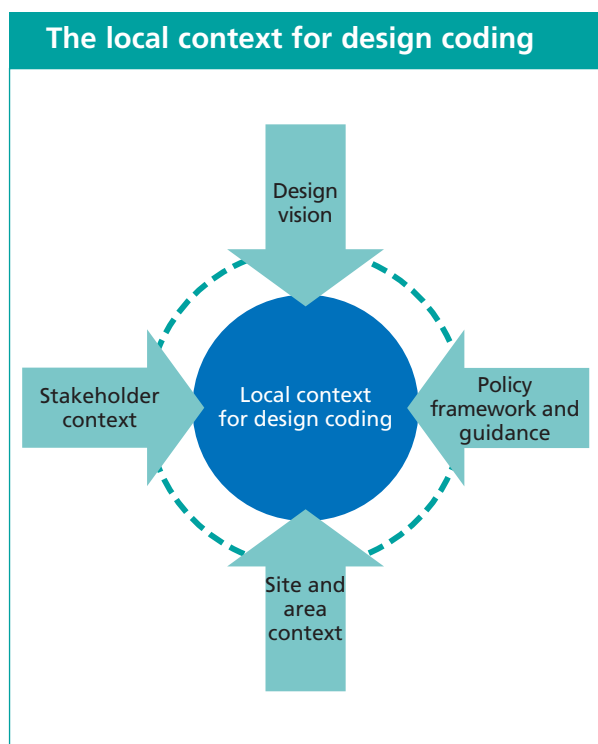 The local context for design coding
Design
vision
Stakeholder
context
Local context
for design coding
Policy
framework and
guidance
Site and
area
context